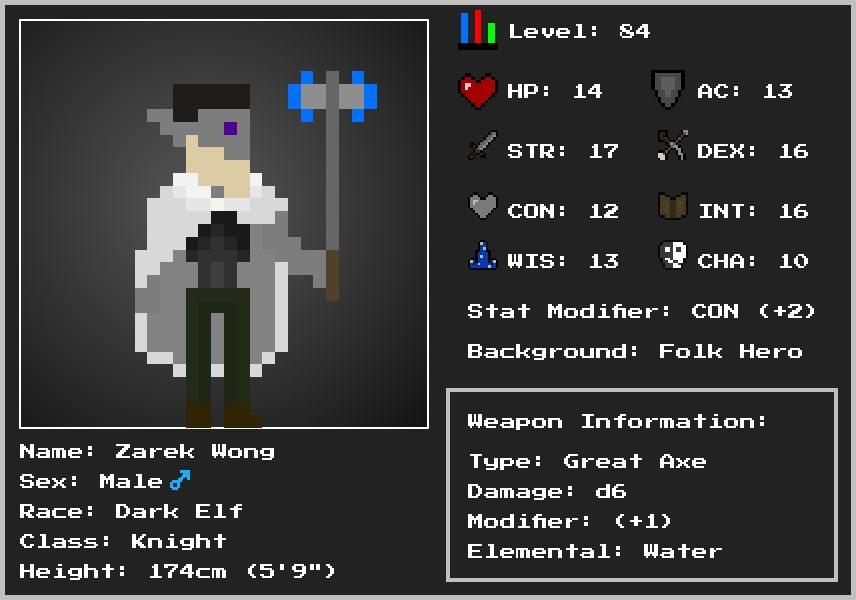 Level: 84
HP: 14 AC: 13
STR: 17 DEX: 16
CON: 12 INT: 16
WIS: 13 CHA: 10
Stat Modifier: CON (+2)
Background: Folk Hero
Weapon Information:
Type: Great Axe
Damage: d6
Modifier: (+1)
Elemental: Water
Name: Zarek Wong
Sex: Male♂
Race: Dark Elf
Class: Knight
Height: 174cm (5'9")